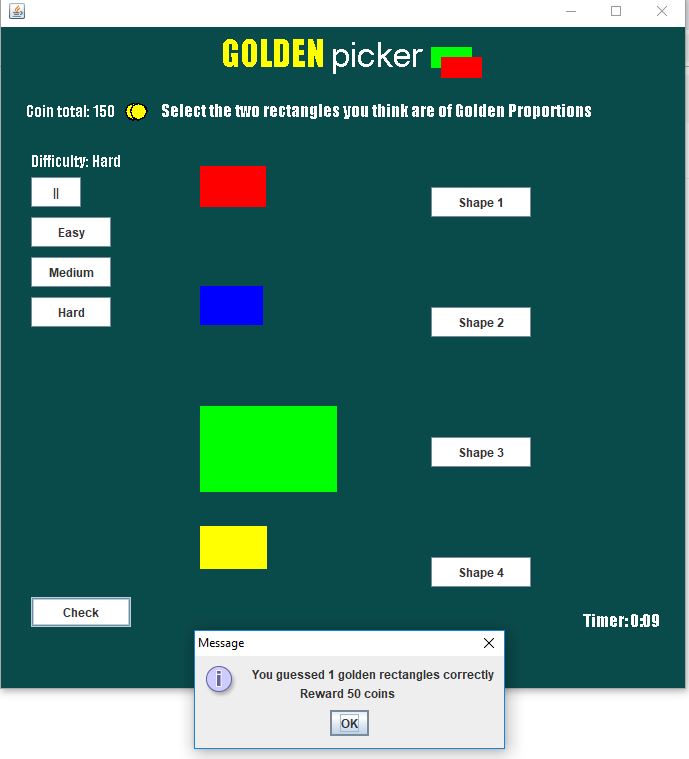 GOLDEN picker
Coin total: 150 Select the two rectangles you think are of Golden Proportions
Difficulty: Hard
||
Shape 1
Easy
Medium
Hard
Shape 2
Shape 3
Shape 4
Check
Timer: 0:09
Message
You guessed 1 golden rectangles correctly
Reward 50 coins
OK